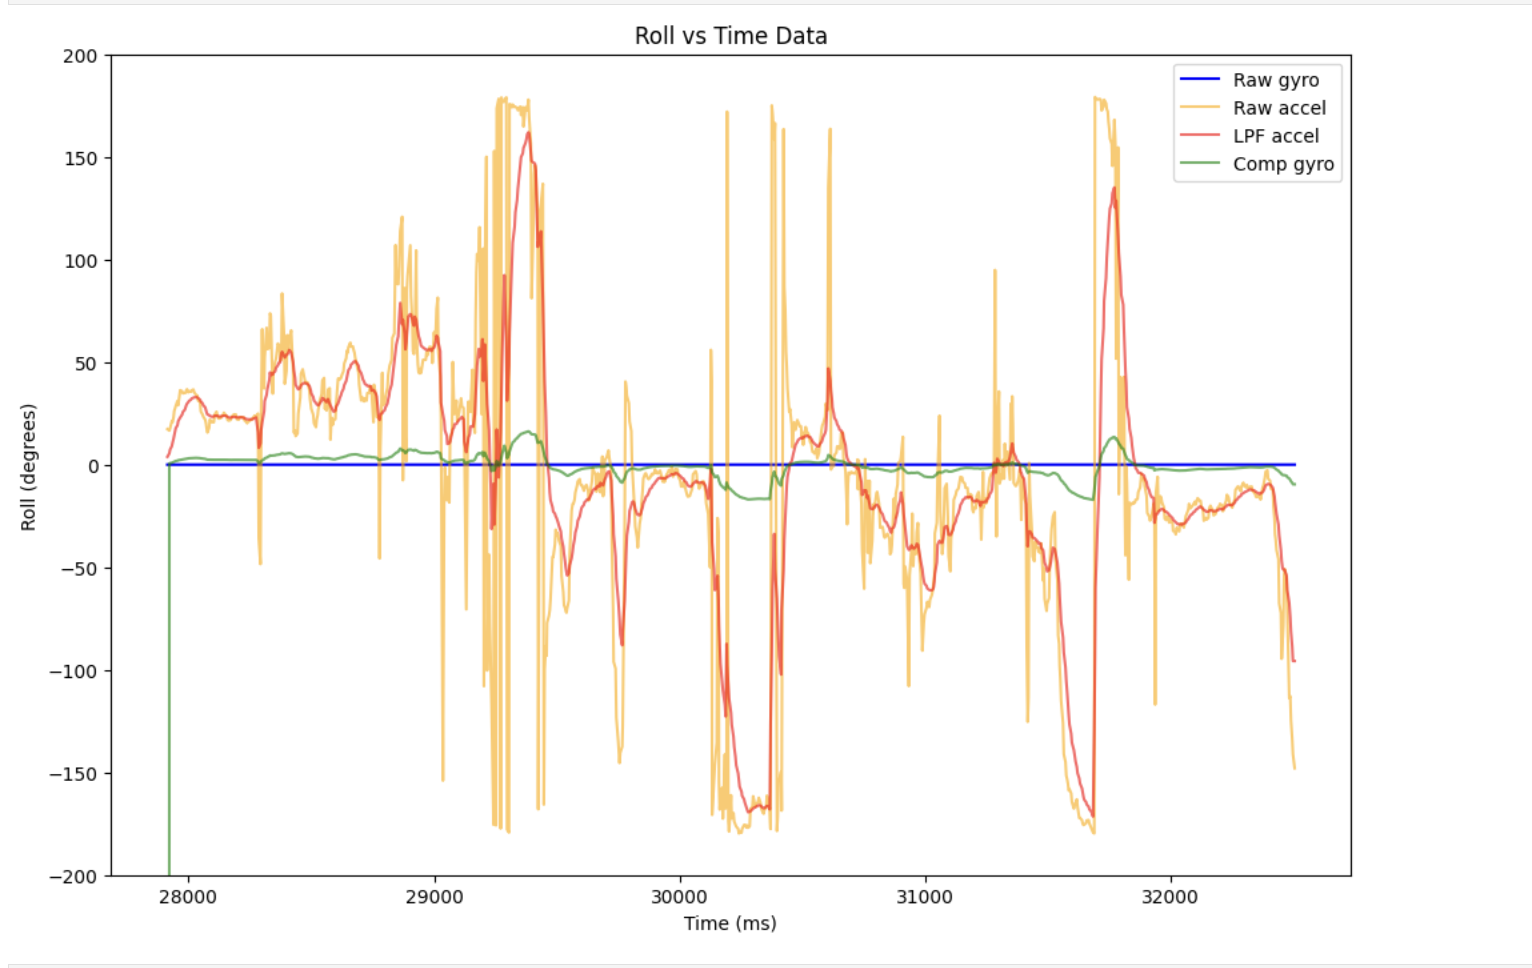 Roll vs Time Data
200
150
100
50
0
−50
−100
−150
−200
Roll (degrees)
Raw gyro
Raw accel
LPF accel
Comp gyro
28000 29000 30000 31000 32000
Time (ms)